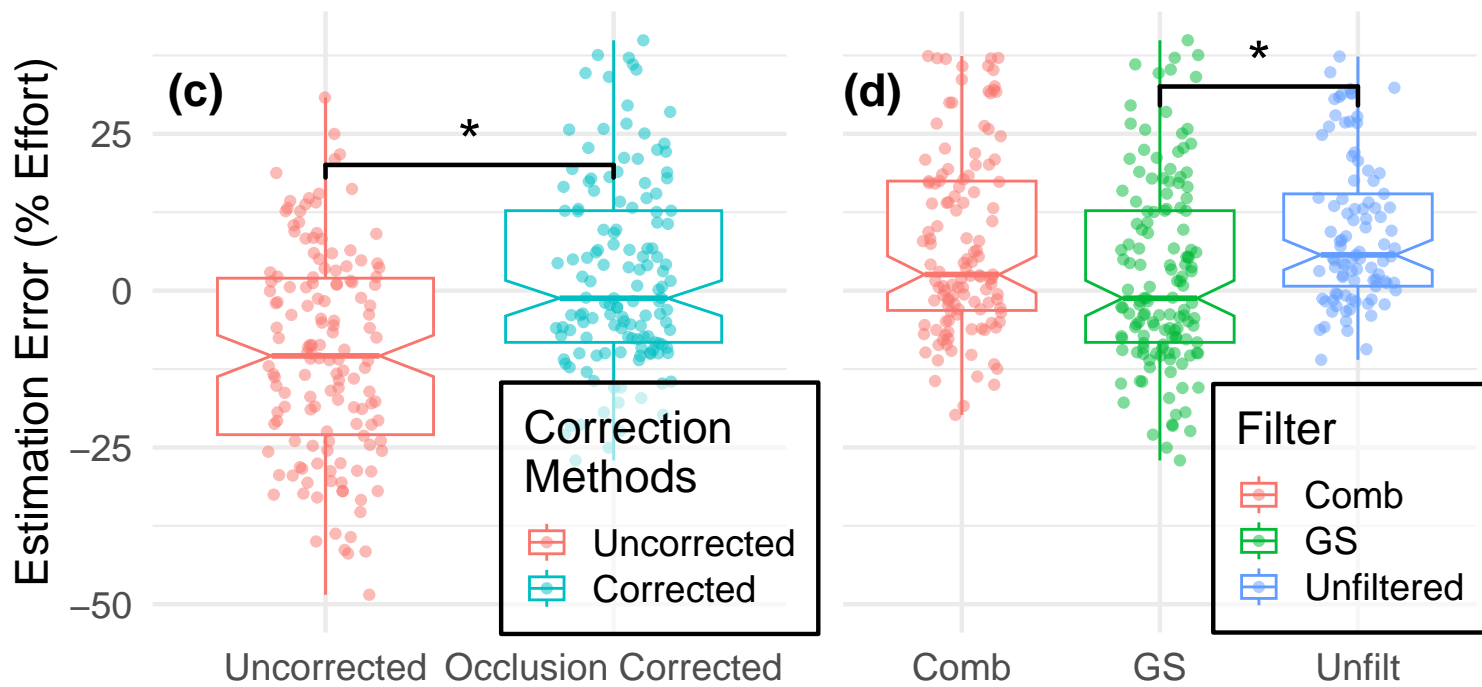 Estimation Error (% Effort)
25
0
−25
−50
(c)
*
Correction
Methods
Uncorrected
Corrected
Uncorrected
Occlusion Corrected
(d)
*
Filter
Comb
GS
Unfiltered
Comb
GS
Unfilt